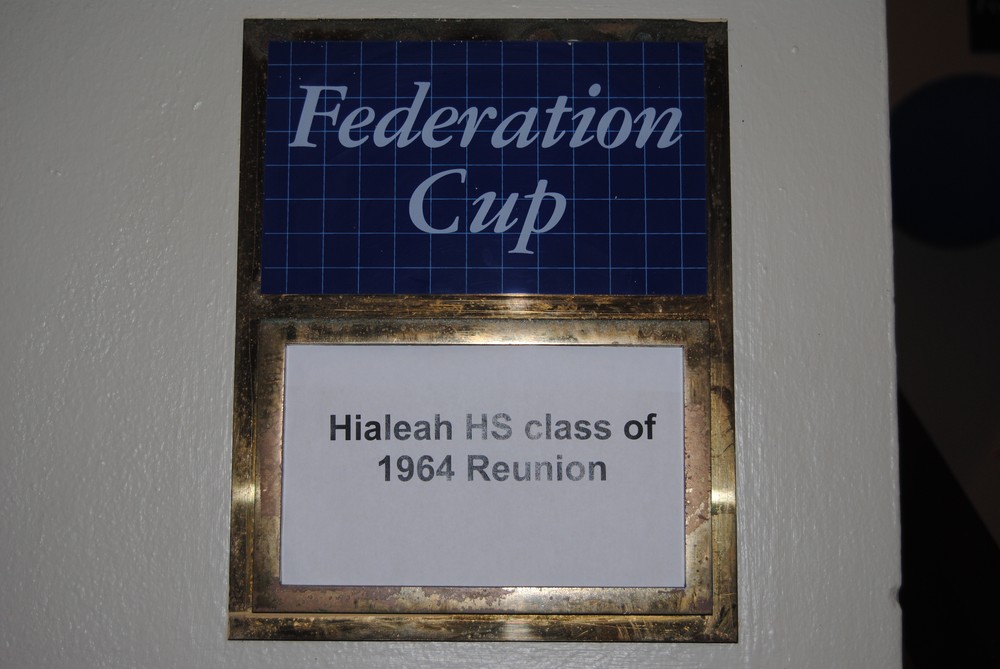 Federation
Cup
Hialeah HS class of
1964 Reunion